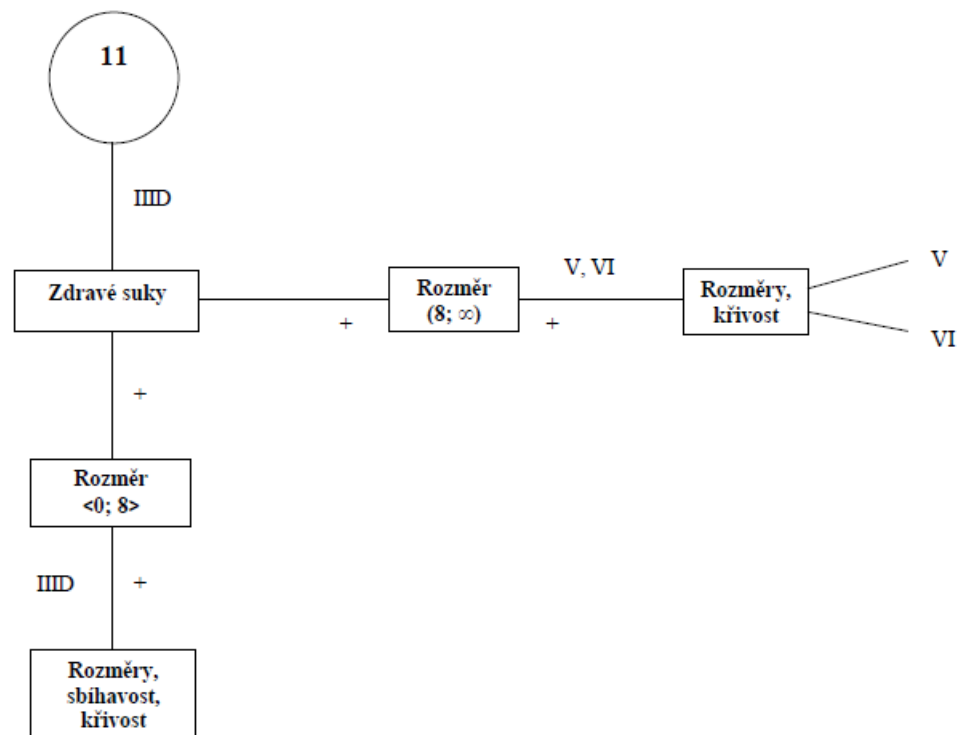 11
IIID
Zdravé suky
+
Rozměr
(8; ∞)
V, VI
+
Rozměry,
křivost
V
VI
+
Rozměr
<0; 8>
IIID
+
Rozměry,
sbíhavost,
křivost